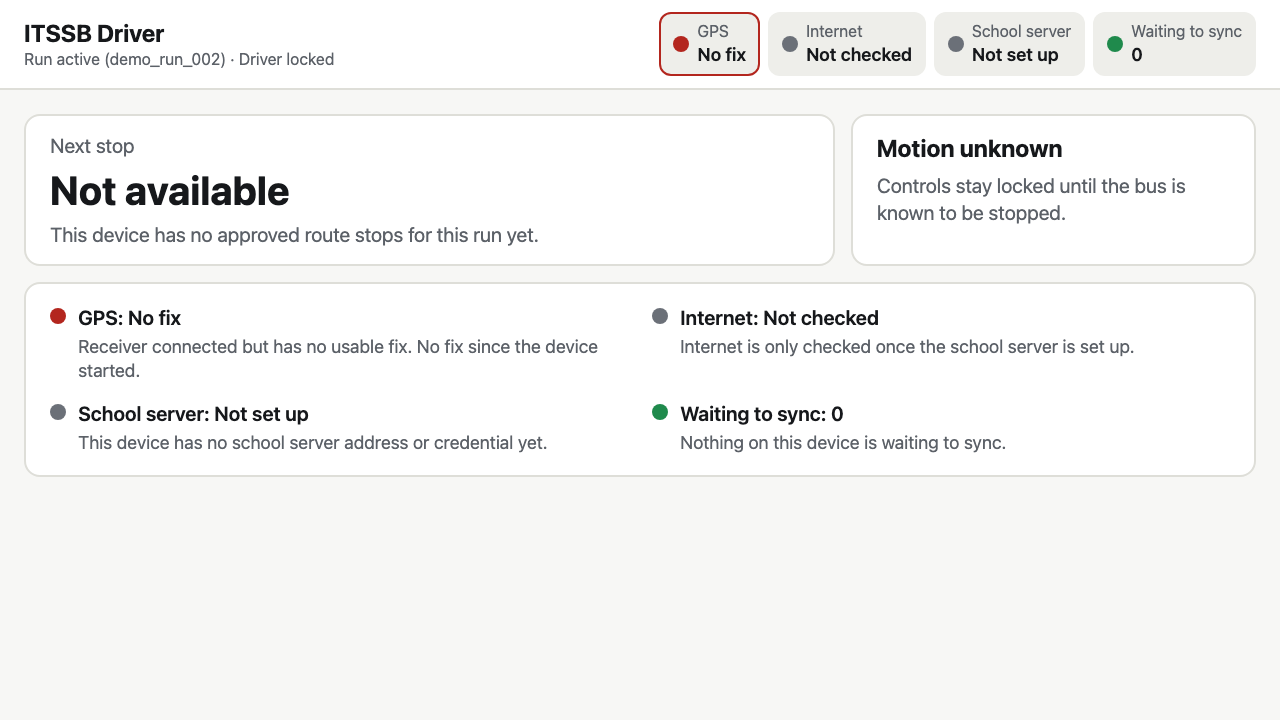 ITSSB Driver
Run active (demo_run_002) · Driver locked
GPS
No fix
Internet
Not checked
School server
Not set up
Waiting to sync
0
Next stop
Not available
This device has no approved route stops for this run yet.
Motion unknown
Controls stay locked until the bus is
known to be stopped.
GPS: No fix
Receiver connected but has no usable fix. No fix since the device
started.
Internet: Not checked
Internet is only checked once the school server is set up.
School server: Not set up
This device has no school server address or credential yet.
Waiting to sync: 0
Nothing on this device is waiting to sync.